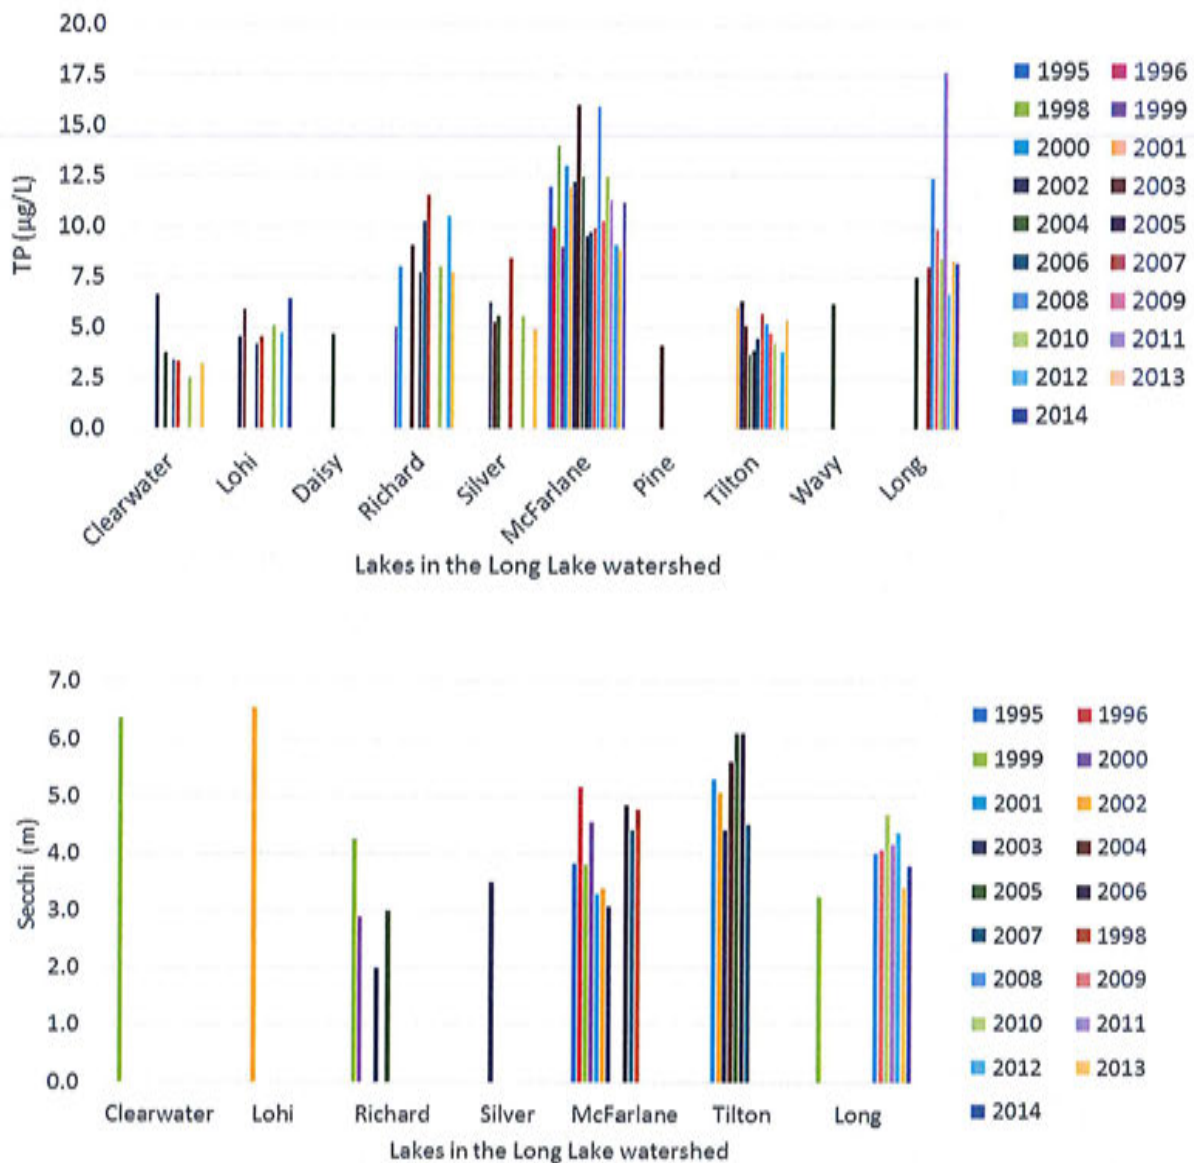 20.0
17.5
15.0
12.5
10.0
7.5
5.0
2.5
0.0
TP (µg/L)
Clearwater
Lohi
Daisy
Richard
Silver
McFarlane
Pine
Tilton
Wavy
Long
Lakes in the Long Lake watershed
1995 1996
1998 1999
2000 2001
2002 2003
2004 2005
2006 2007
2008 2009
2010 2011
2012 2013
2014
7.0
6.0
5.0
4.0
3.0
2.0
1.0
0.0
Secchi (m)
Clearwater Lohi Richard Silver McFarlane Tilton Long
Lakes in the Long Lake watershed
1995 1996
1999 2000
2001 2002
2003 2004
2005 2006
2007 1998
2008 2009
2010 2011
2012 2013
2014